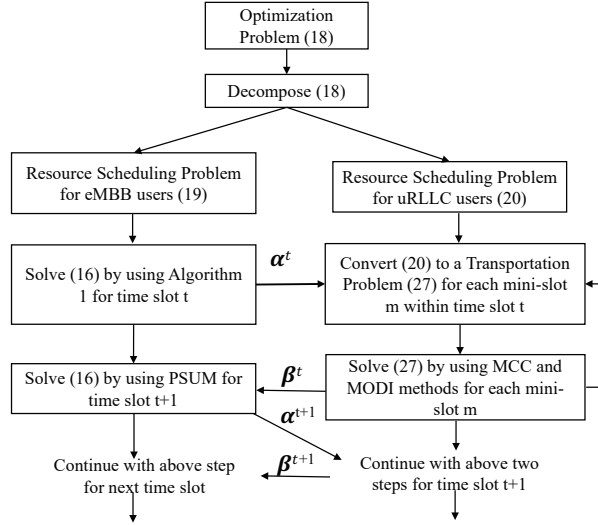 Optimization
Problem (18)
Decompose (18)
Resource Scheduling Problem
for eMBB users (19)
Resource Scheduling Problem
for uRLLC users (20)
Solve (16) by using Algorithm
1 for time slot t
α^t
Convert (20) to a Transportation
Problem (27) for each mini-slot
m within time slot t
Solve (16) by using PSUM for
time slot t+1
β^t
α^{t+1}
Solve (27) by using MCC and
MODI methods for each mini-
slot m
Continue with above step
for next time slot
β^{t+1}
Continue with above two
steps for time slot t+1